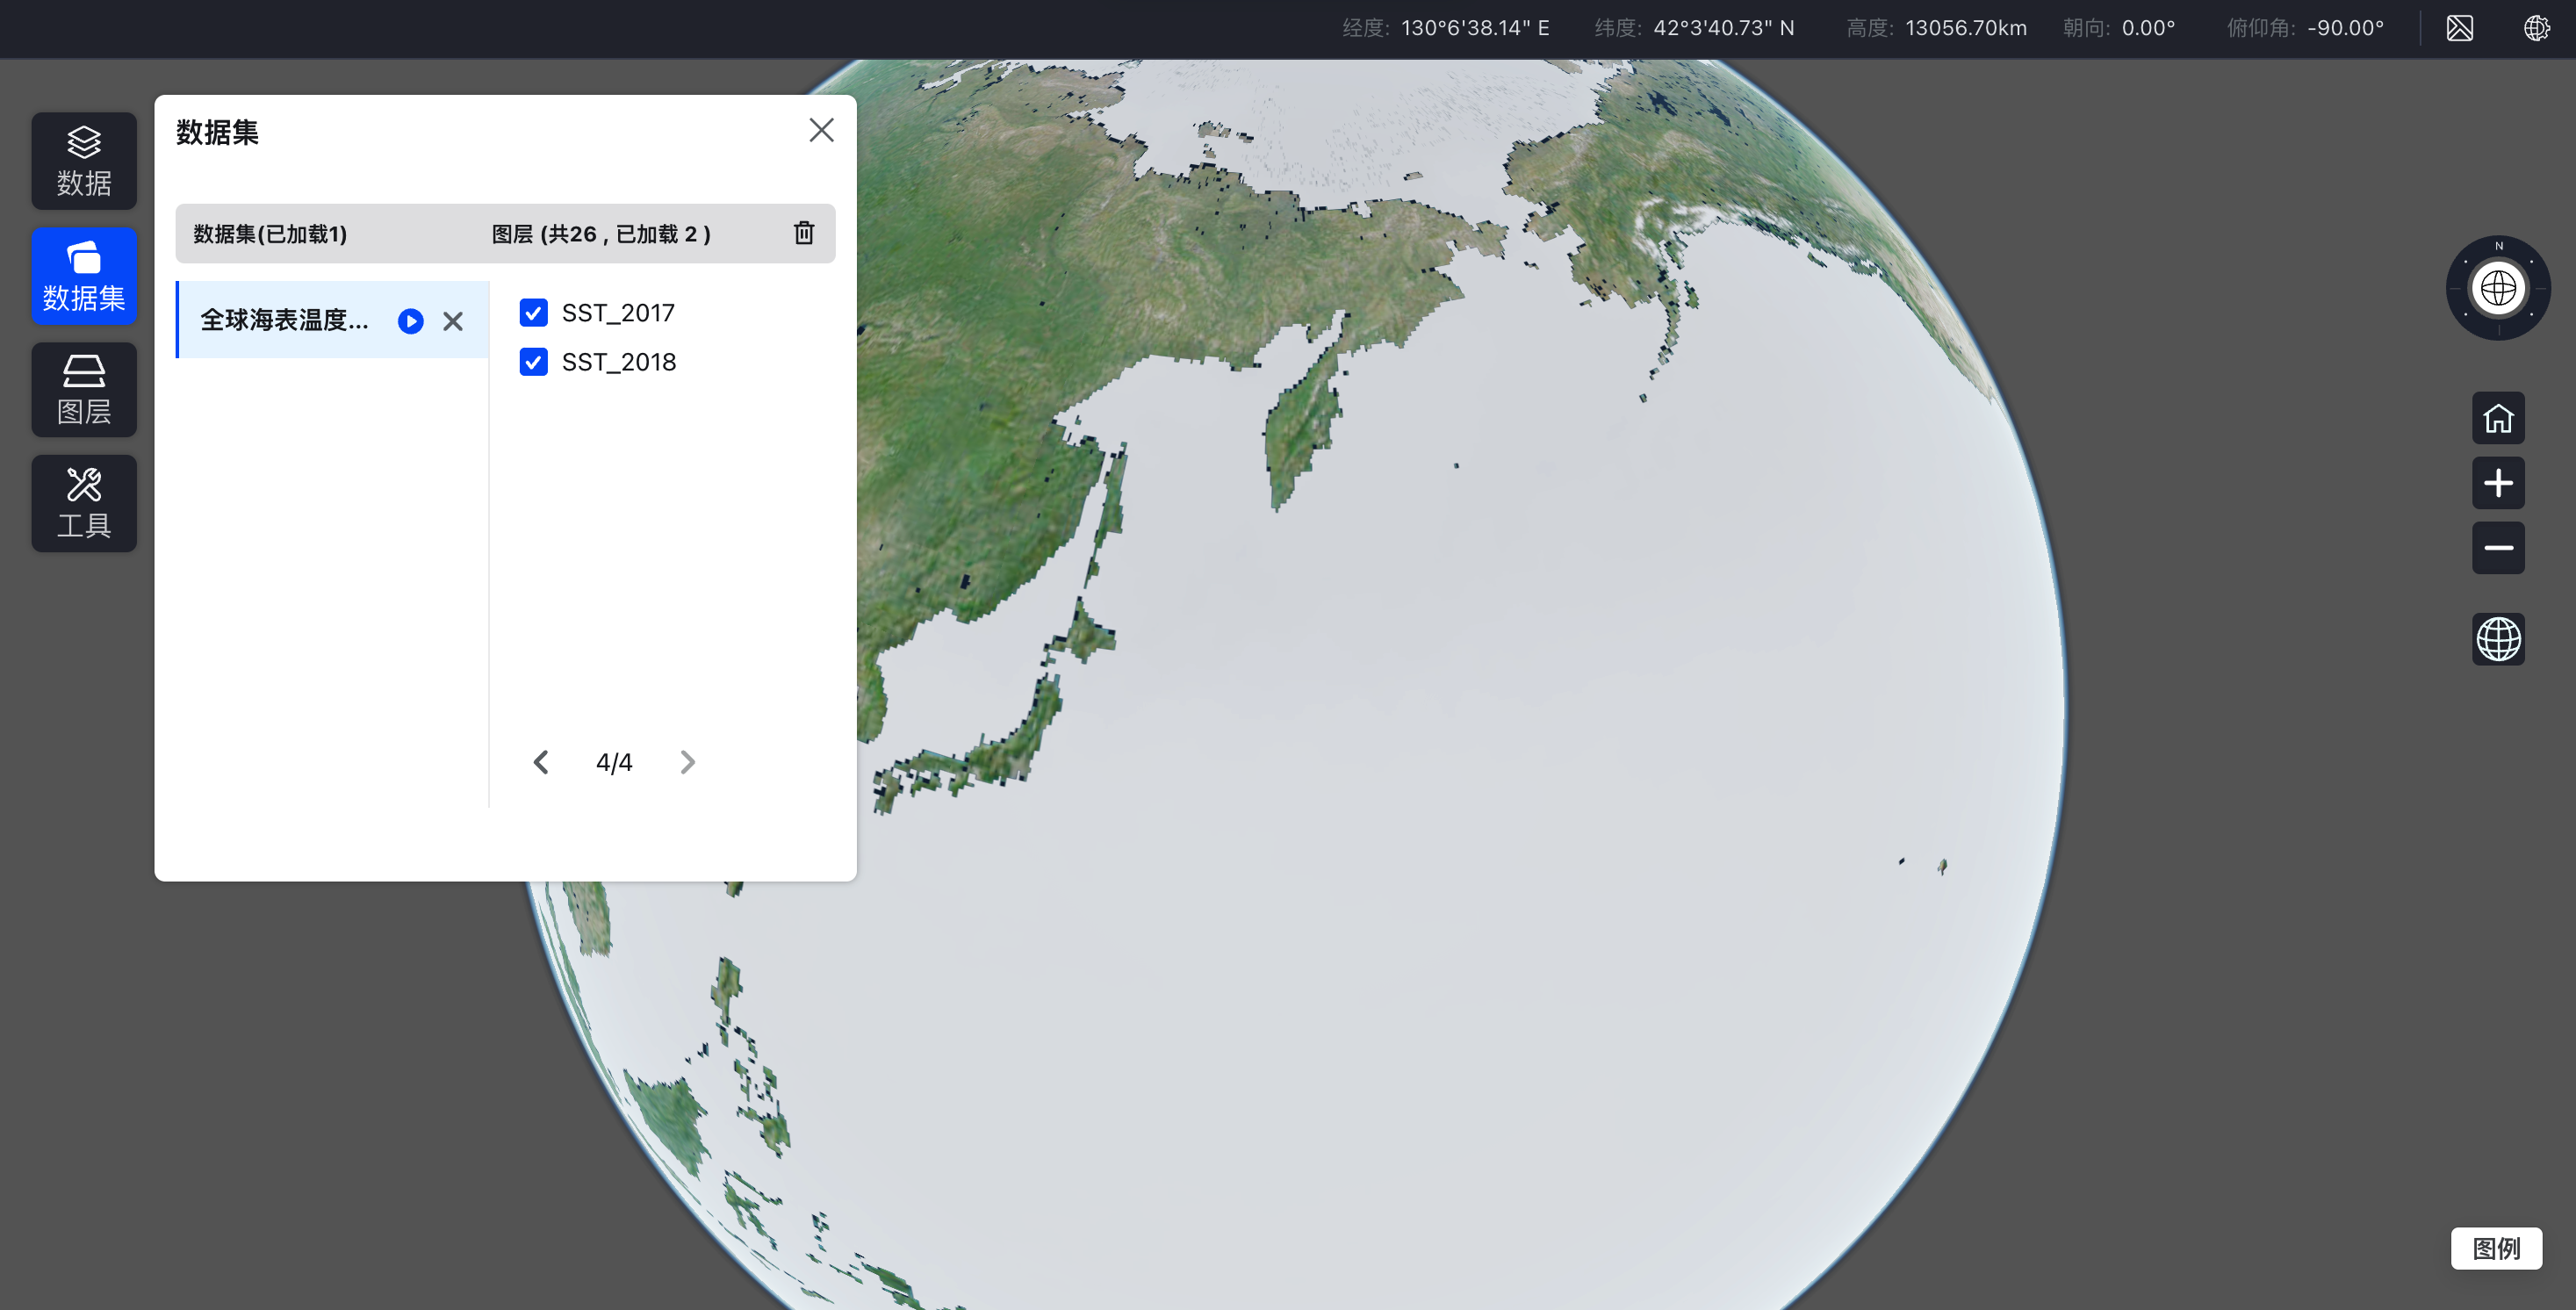 经度: 130°6'38.14" E 纬度: 42°3'40.73" N 高度: 13056.70km 朝向: 0.00° 俯仰角: -90.00°
数据
数据集
图层
工具
数据集
数据集(已加载1) 图层 (共26 , 已加载 2 )
全球海表温度...
SST_2017
SST_2018
4/4
N
图例